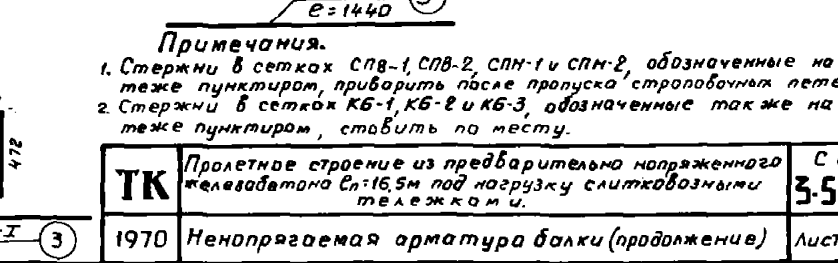 e=1440
Примечания.
1. Стержни в сетках СПВ-1, СПВ-2, СПН-1 и СПН-2, обозначенные на
теже пунктиром, приварить после пропуска строповочных пете
2. Стержни в сетках КБ-1, КБ-2 и КБ-3, обозначенные так же на
теже пунктиром, ставить по месту.
472
ТК
Пролетное строение из предварительно напряженного
железобетона ℓп=16,5м под нагрузку слитковозными
тележками.
С
3.5
I
3
1970
Ненапрягаемая арматура балки (продолжение)
Лист